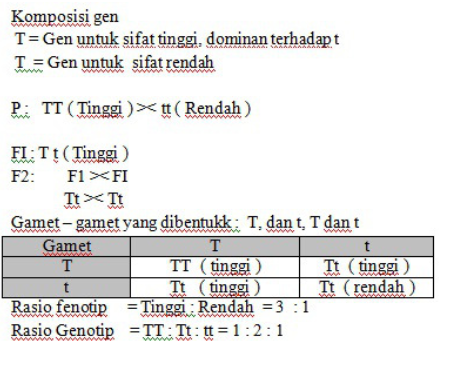 Komposisi gen
T = Gen untuk sifat tinggi, dominan terhadap t
T = Gen untuk sifat rendah
P : TT ( Tinggi ) >< tt ( Rendah )
FI : T t ( Tinggi )
F2: F1 >< FI
Tt >< Tt
Gamet – gamet yang dibentukk : T, dan t, T dan t
Gamet T t
T TT ( tinggi ) Tt ( tinggi )
t Tt ( tinggi ) Tt ( rendah )
Rasio fenotip = Tinggi : Rendah = 3 : 1
Rasio Genotip = TT : Tt : tt = 1 : 2 : 1